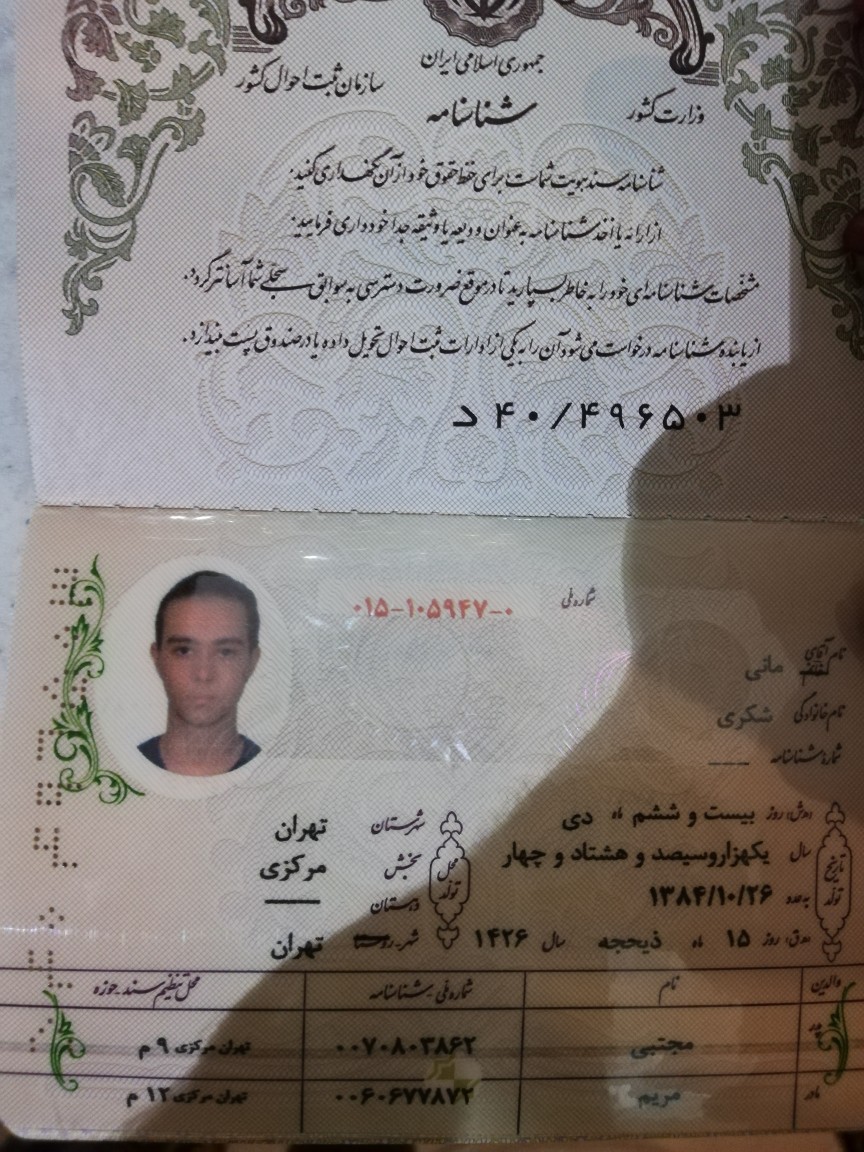 جمهوری اسلامی ایران
وزارت کشور
سازمان ثبت احوال کشور
شناسنامه
شناسنامه سند هویت شماست برای حفظ حقوق خود از آن نگهداری کنید.
از ارائه یا اخذ شناسنامه به عنوان ودیعه یا وثیقه جدا خودداری فرمایید.
مشخصات شناسنامه‌ای خود را به خاطر بسپارید تا در موقع ضرورت دسترسی به سوابق سجلی شما آسانتر گردد.
از یابنده شناسنامه درخواست می‌شود آن را به یکی از ادارات ثبت احوال تحویل داده یا در صندوق پست بیندازد.
د ۴۰/۴۹۶۵۰۳
شماره ملی ۰۱۵-۱۰۵۹۴۷-۰
نام آقای مانی
نام خانوادگی شکری
شماره شناسنامه ---
تاریخ تولد
ه‍.ش: روز بیست و ششم ماه دی
سال یکهزاروسیصد و هشتاد و چهار
به عدد ۱۳۸۴/۱۰/۲۶
ه‍.ق: روز ۱۵ ماه ذیحجه سال ۱۴۲۶
محل تولد
شهرستان تهران
بخش مرکزی
دهستان ---
شهر-روستا تهران
والدین نام شماره ملی-شناسنامه محل تنظیم سند-حوزه
پدر مجتبی ۰۰۷۰۸۰۳۸۶۲ تهران مرکزی ۹ م
مادر مریم ۰۰۶۰۶۷۷۸۷۲ تهران مرکزی ۱۲ م